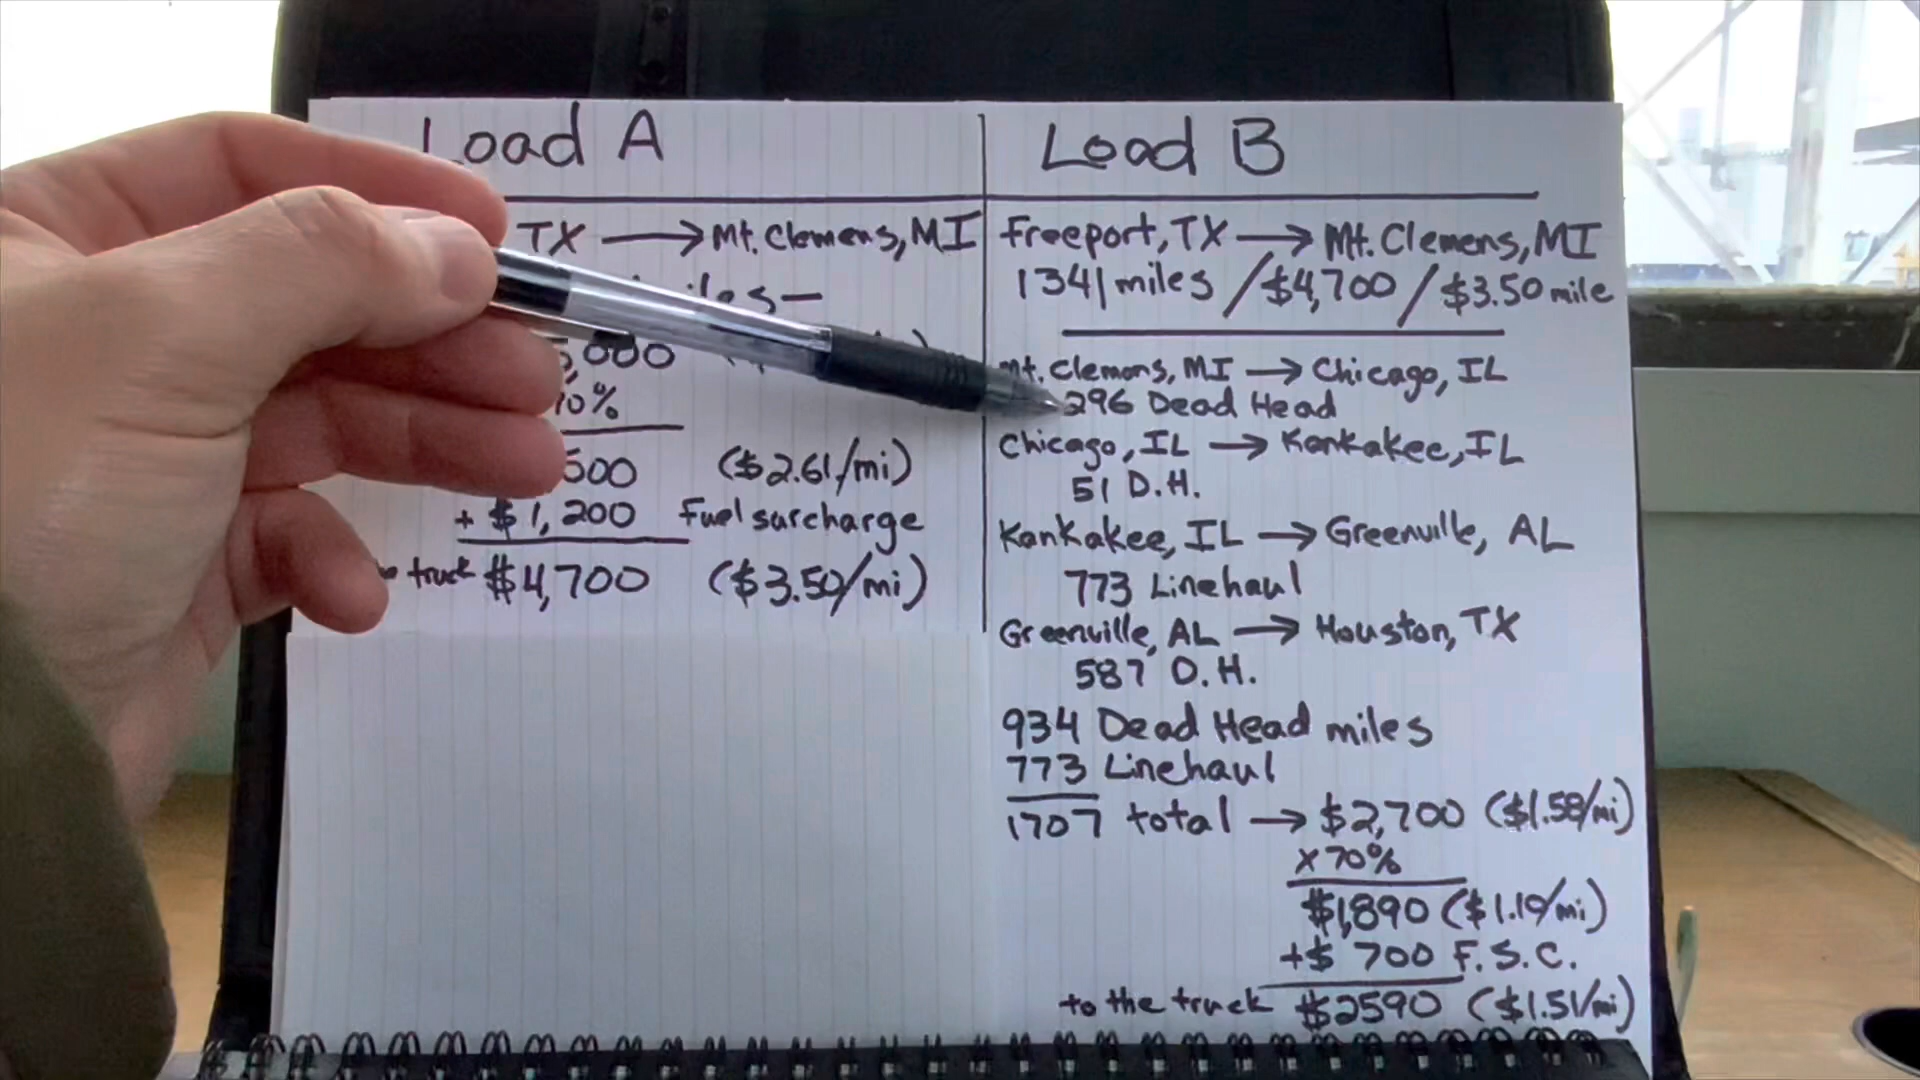 Load A
TX → Mt. Clemens, MI
,000
500 ($2.61/mi)
+ $1,200 Fuel surcharge
truck $4,700 ($3.50/mi)
Load B
Freeport, TX → Mt. Clemens, MI
1341 miles / $4,700 / $3.50 mile
Mt. Clemons, MI → Chicago, IL
296 Dead Head
Chicago, IL → Kankakee, IL
51 D.H.
Kankakee, IL → Greenville, AL
773 Linehaul
Greenville, AL → Houston, TX
587 D.H.
934 Dead Head miles
773 Linehaul
1707 total → $2,700 ($1.58/mi)
x 70%
$1,890 ($1.10/mi)
+$ 700 F.S.C.
to the truck $2590 ($1.51/mi)